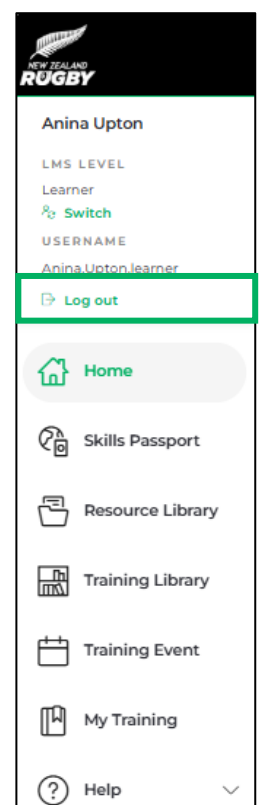 NEW ZEALAND
RUGBY
Anina Upton
LMS LEVEL
Learner
Switch
USERNAME
Anina.Upton.learner
Log out
Home
Skills Passport
Resource Library
Training Library
Training Event
My Training
Help